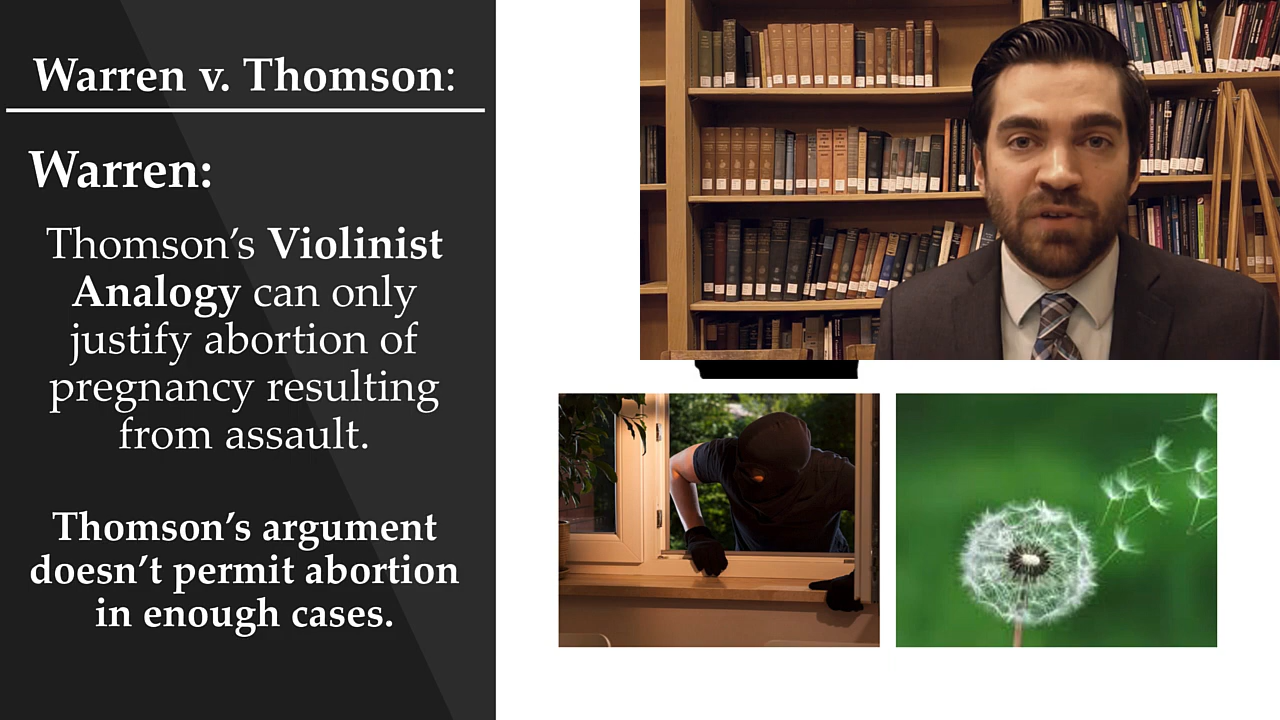 Warren v. Thomson:
Warren:
Thomson’s Violinist
Analogy can only
justify abortion of
pregnancy resulting
from assault.
Thomson’s argument
doesn’t permit abortion
in enough cases.